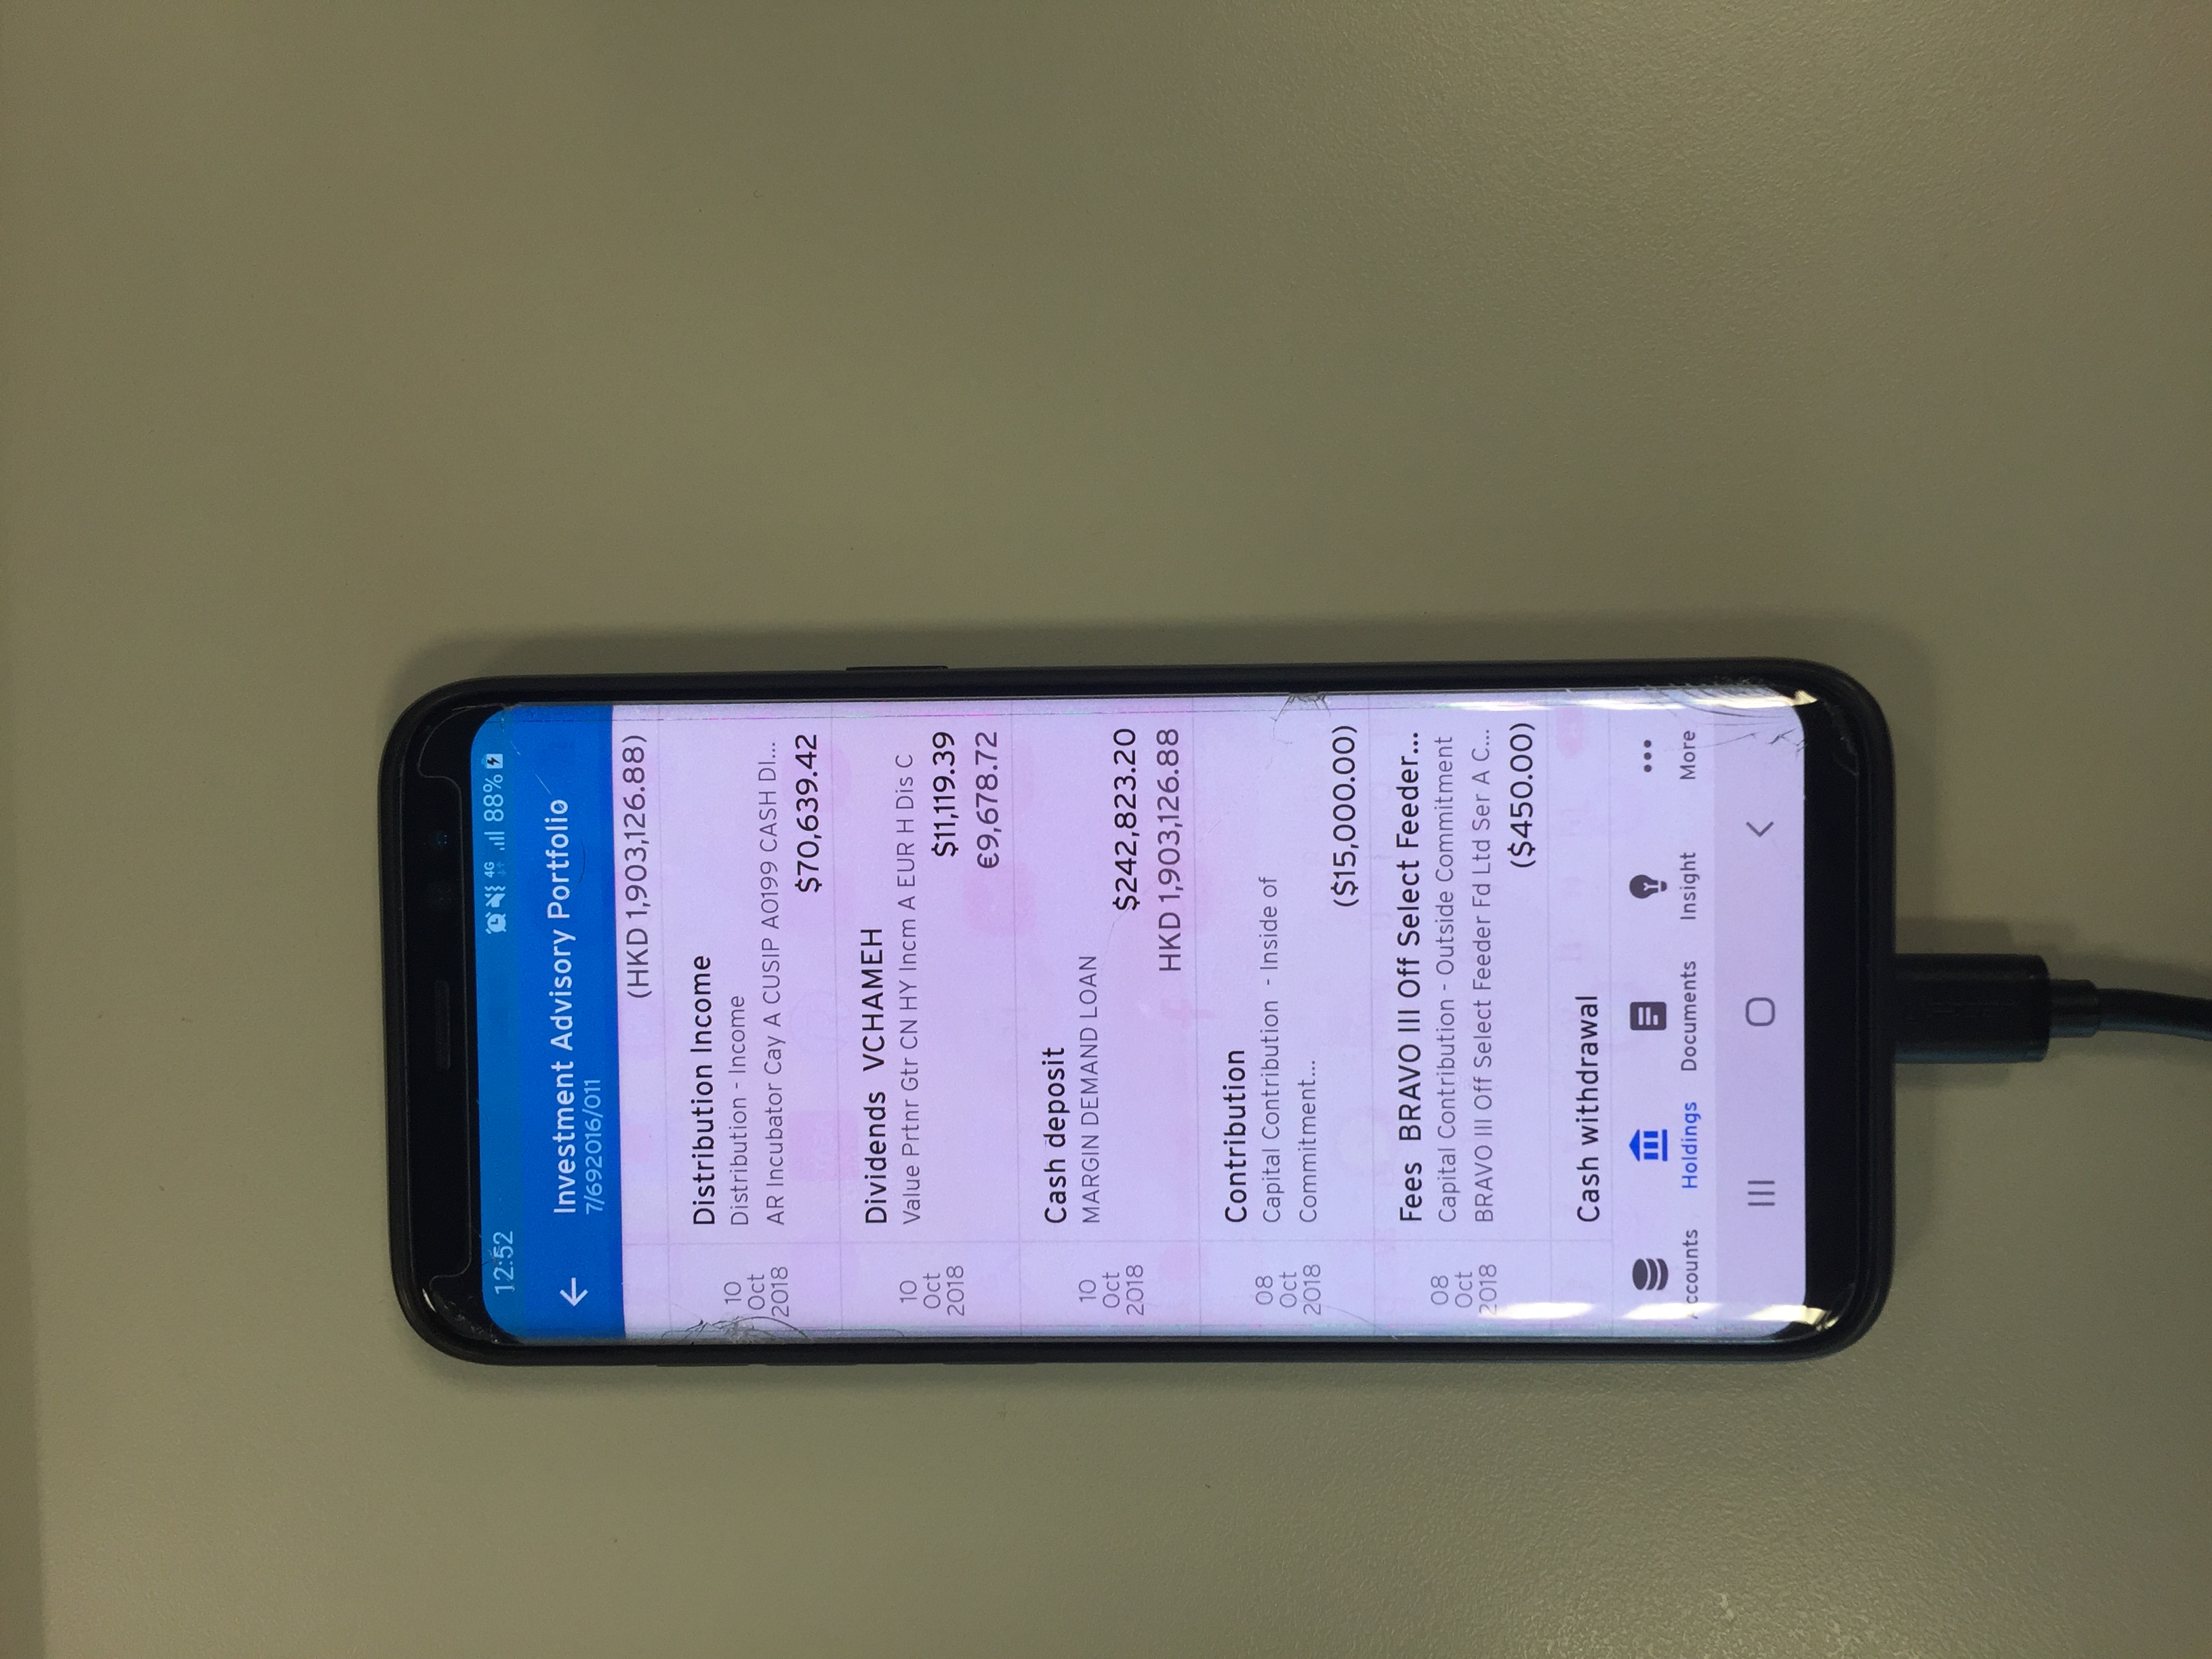 12:52
4G
88%
Investment Advisory Portfolio
7/692016/011
(HKD 1,903,126.88)
10
Oct
2018
Distribution Income
Distribution - Income
AR Incubator Cay A CUSIP A0199 CASH DI...
$70,639.42
10
Oct
2018
Dividends VCHAMEH
Value Prtnr Gtr CN HY Incm A EUR H Dis C
$11,119.39
€9,678.72
10
Oct
2018
Cash deposit
MARGIN DEMAND LOAN
$242,823.20
HKD 1,903,126.88
08
Oct
2018
Contribution
Capital Contribution - Inside of
Commitment...
($15,000.00)
08
Oct
2018
Fees BRAVO III Off Select Feeder...
Capital Contribution - Outside Commitment
BRAVO III Off Select Feeder Fd Ltd Ser A C...
($450.00)
Cash withdrawal
Accounts
Holdings
Documents
Insight
More